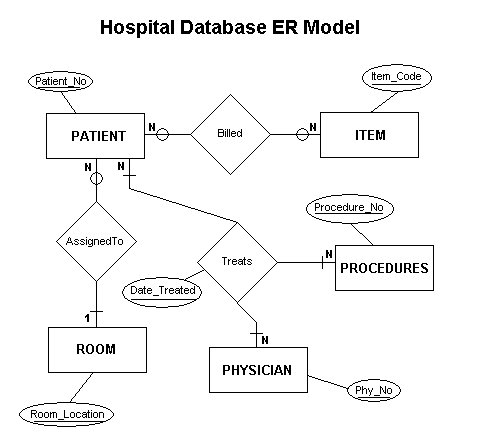 Hospital Database ER Model
Patient_No
Item_Code
PATIENT
N
Billed
N
ITEM
N
N
Procedure_No
AssignedTo
Treats
N
PROCEDURES
Date_Treated
1
N
ROOM
PHYSICIAN
Phy_No
Room_Location